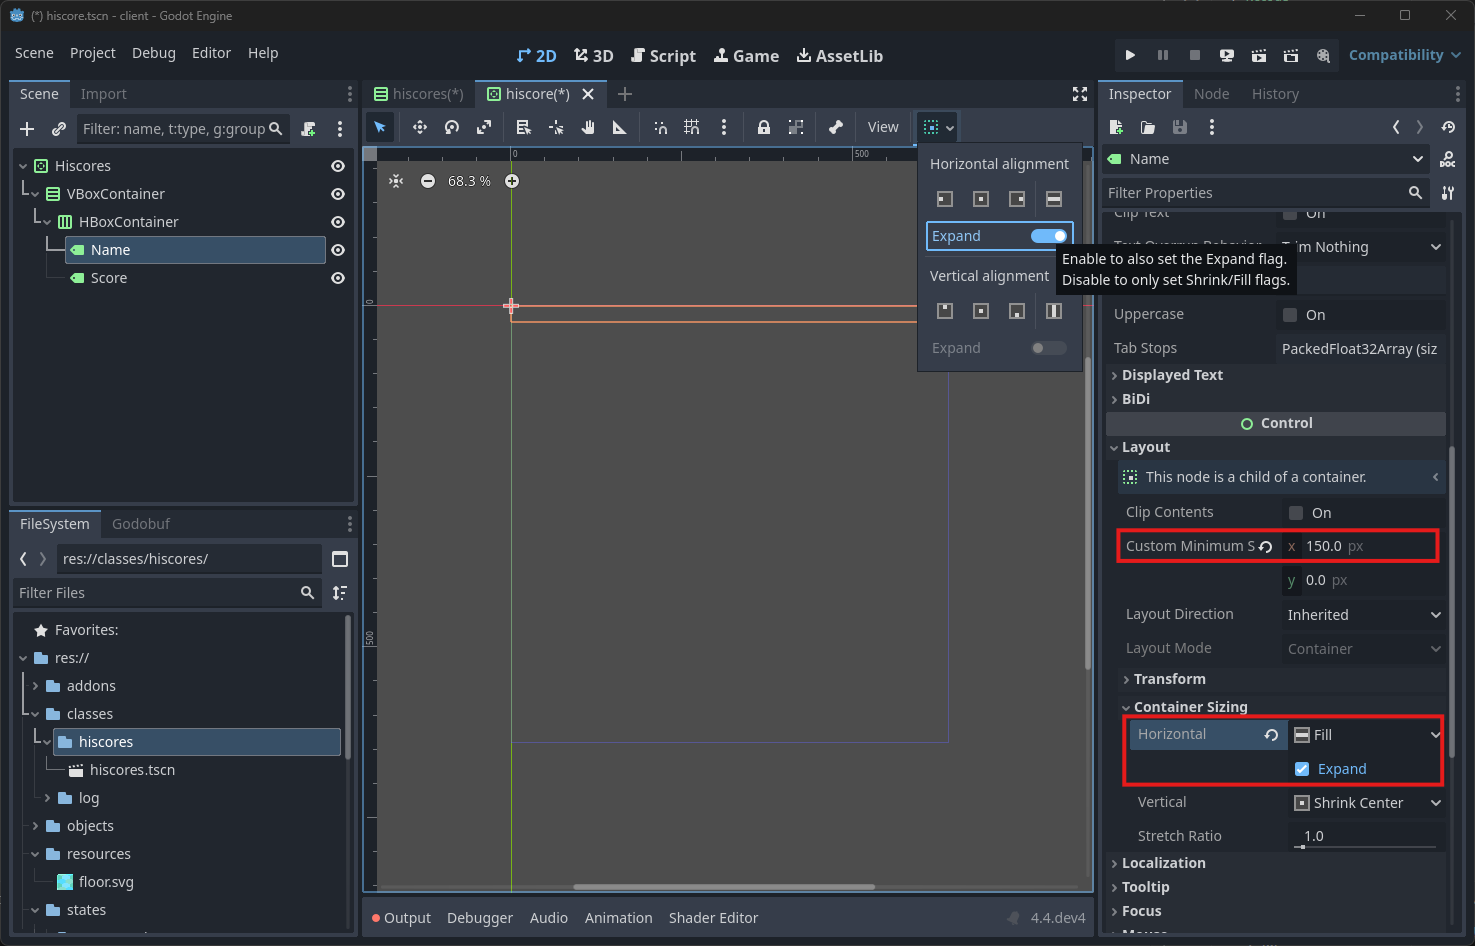 (*) hiscore.tscn - client - Godot Engine
Scene Project Debug Editor Help
2D 3D Script Game AssetLib
Compatibility
Scene Import
Filter: name, t:type, g:group
Hiscores
VBoxContainer
HBoxContainer
Name
Score
FileSystem Godobuf
res://classes/hiscores/
Filter Files
Favorites:
res://
addons
classes
hiscores
hiscores.tscn
log
objects
resources
floor.svg
states
hiscores(*) hiscore(*)
View
0 500
68.3 %
0
500
Horizontal alignment
Expand
Vertical alignment
Expand
Enable to also set the Expand flag.
Disable to only set Shrink/Fill flags.
Output Debugger Audio Animation Shader Editor
4.4.dev4
Inspector Node History
Name
Filter Properties
Clip Text On
im Nothing
Uppercase On
Tab Stops PackedFloat32Array (siz
Displayed Text
BiDi
Control
Layout
This node is a child of a container.
Clip Contents On
Custom Minimum S x 150.0 px
y 0.0 px
Layout Direction Inherited
Layout Mode Container
Transform
Container Sizing
Horizontal Fill
Expand
Vertical Shrink Center
Stretch Ratio 1.0
Localization
Tooltip
Focus